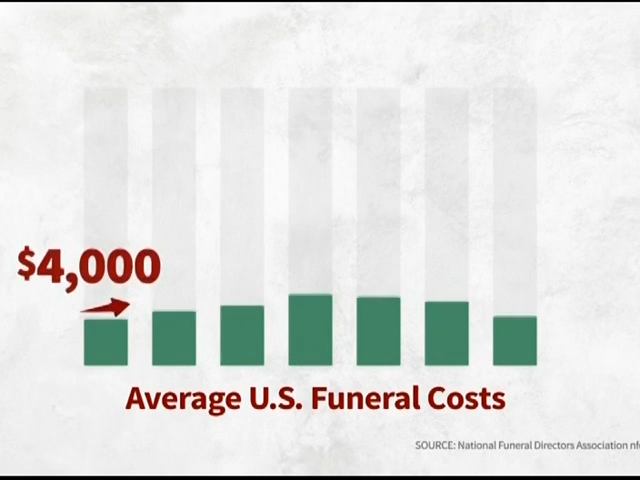 $4,000
Average U.S. Funeral Costs
SOURCE: National Funeral Directors Association